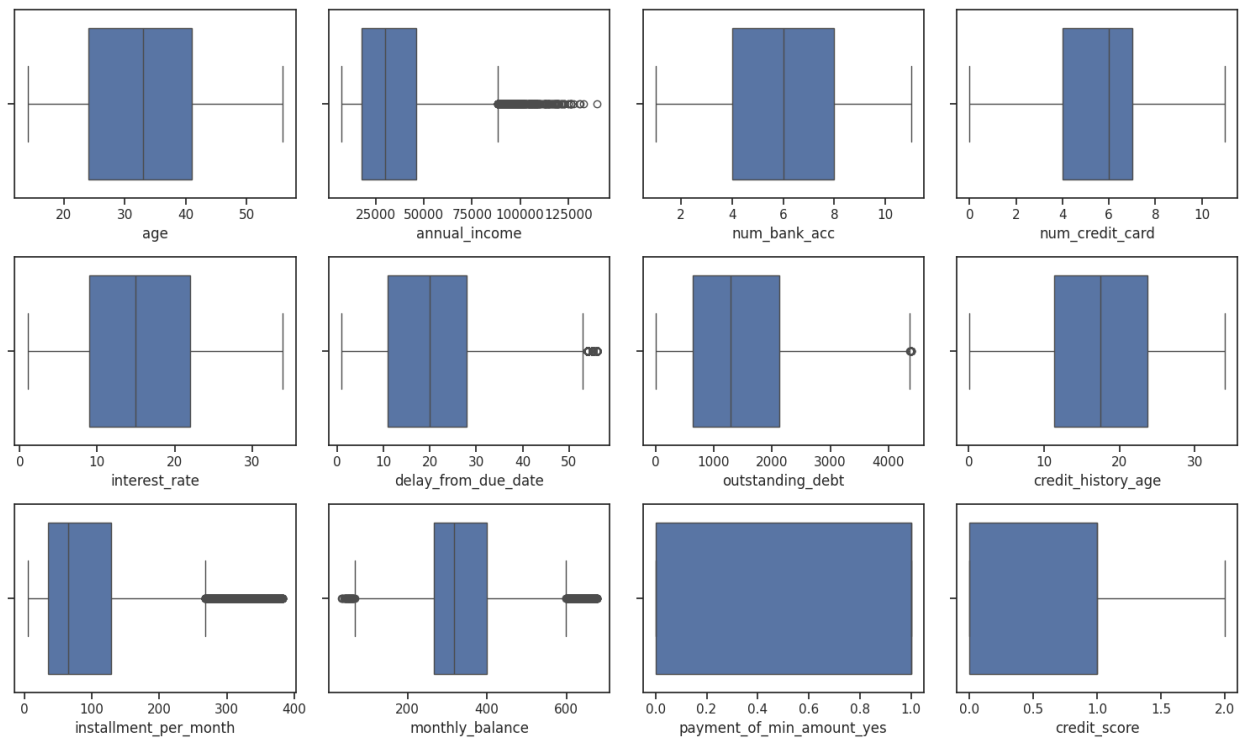 20 30 40 50
age
25000 50000 75000 100000 125000
annual_income
2 4 6 8 10
num_bank_acc
0 2 4 6 8 10
num_credit_card
0 10 20 30
interest_rate
0 10 20 30 40 50
delay_from_due_date
0 1000 2000 3000 4000
outstanding_debt
0 10 20 30
credit_history_age
0 100 200 300 400
installment_per_month
200 400 600
monthly_balance
0.0 0.2 0.4 0.6 0.8 1.0
payment_of_min_amount_yes
0.0 0.5 1.0 1.5 2.0
credit_score